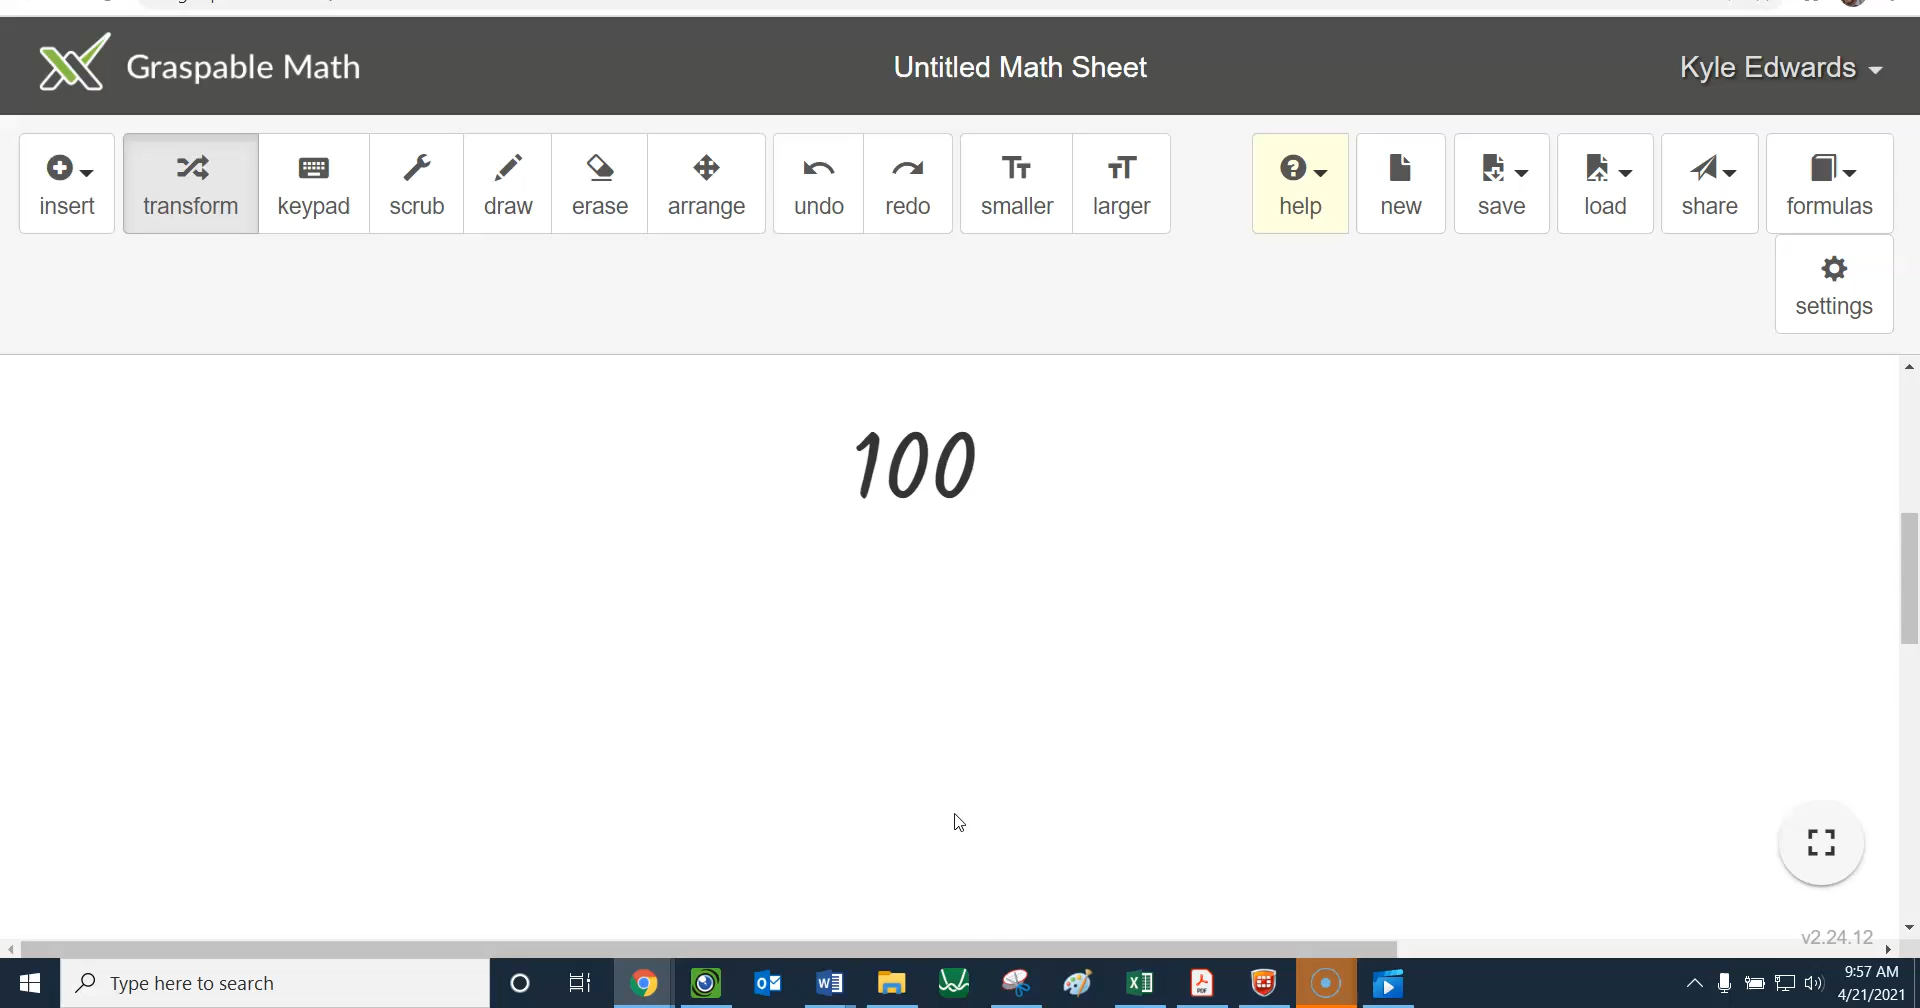 Graspable Math
Untitled Math Sheet
Kyle Edwards
insert
transform
keypad
scrub
draw
erase
arrange
undo
redo
smaller
larger
help
new
save
load
share
formulas
settings
100
v2.24.12
Type here to search
9:57 AM
4/21/2021